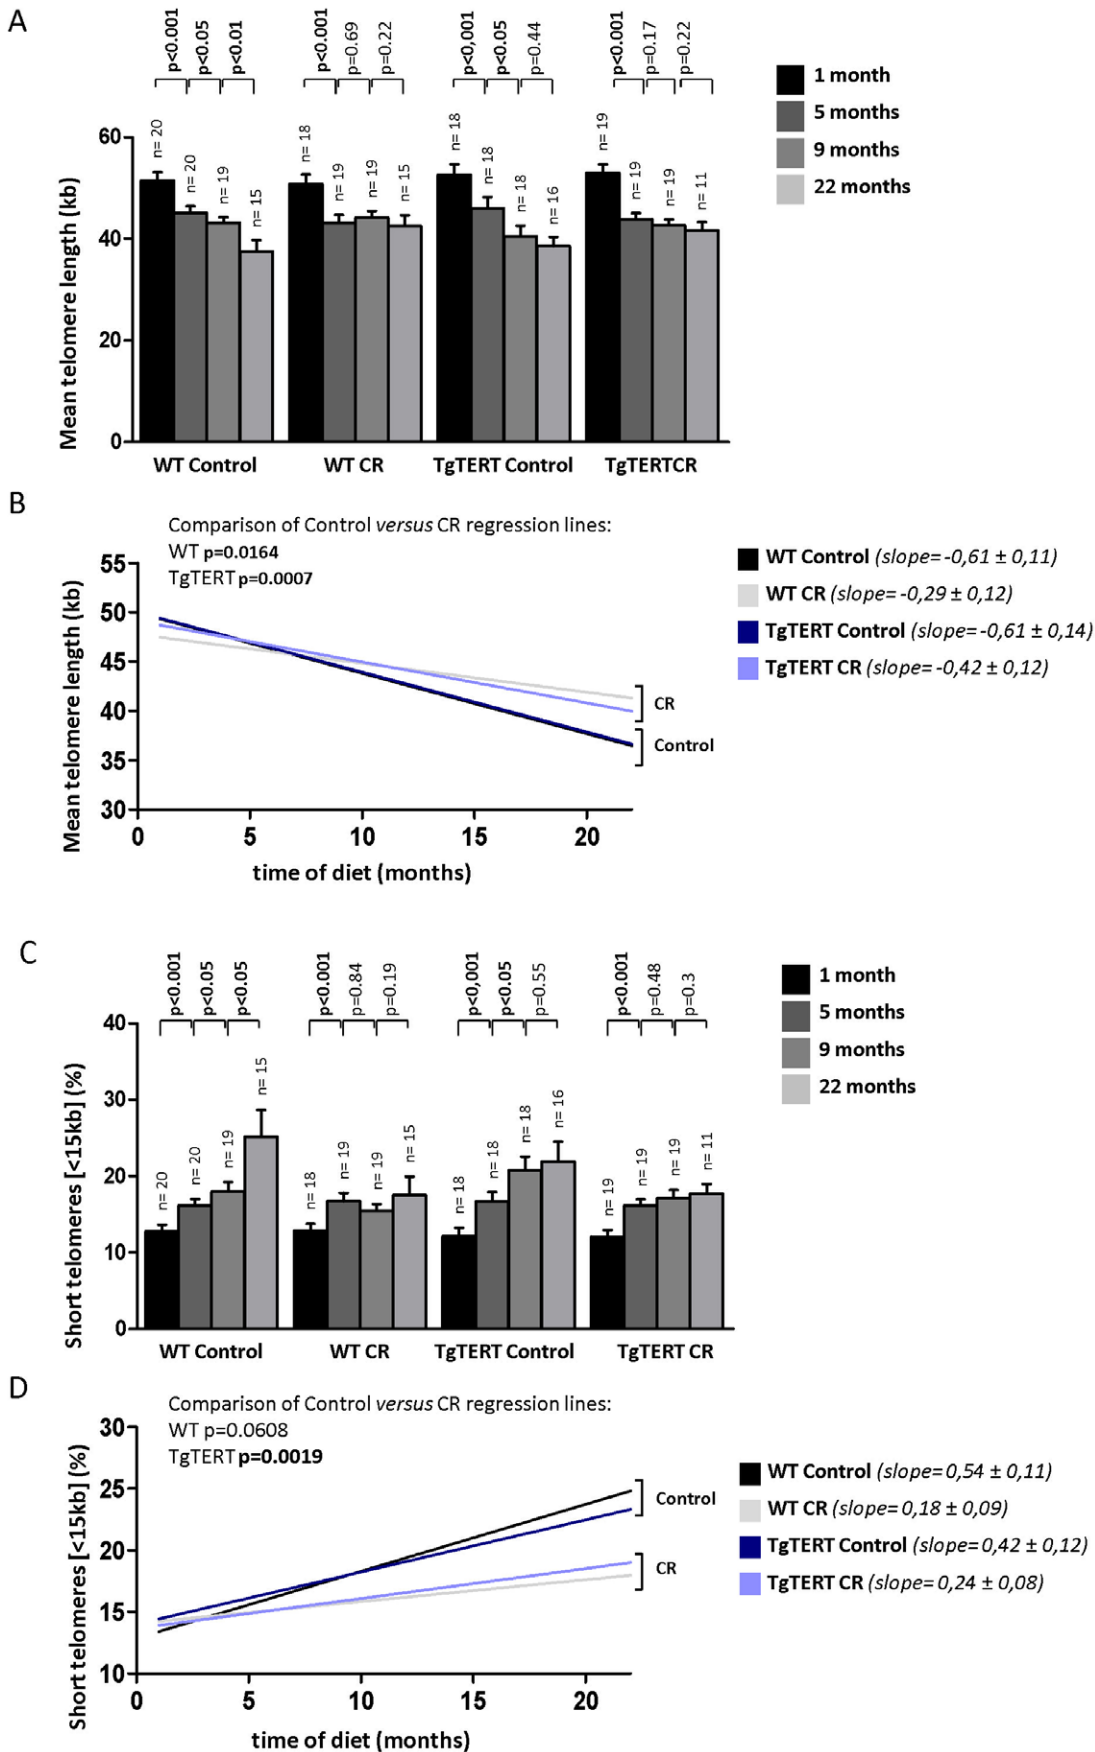 A
p<0.001 p<0.05 p<0.01 p<0.001 p=0.69 p=0.22 p<0,001 p<0.05 p=0.44 p<0.001 p=0.17 p=0.22
1 month
5 months
9 months
22 months
n= 20 n= 20 n= 19 n= 15 n= 18 n= 19 n= 19 n= 15 n= 18 n= 18 n= 18 n= 16 n= 19 n= 19 n= 19 n= 11
Mean telomere length (kb)
60
40
20
0
WT Control WT CR TgTERT Control TgTERTCR
B
Comparison of Control versus CR regression lines:
WT p=0.0164
TgTERT p=0.0007
Mean telomere length (kb)
55
50
45
40
35
30
0 5 10 15 20
time of diet (months)
CR
Control
WT Control (slope= -0,61 ± 0,11)
WT CR (slope= -0,29 ± 0,12)
TgTERT Control (slope= -0,61 ± 0,14)
TgTERT CR (slope= -0,42 ± 0,12)
C
p<0.001 p<0.05 p<0.05 p<0.001 p=0.84 p=0.19 p<0,001 p<0.05 p=0.55 p<0.001 p=0.48 p=0.3
1 month
5 months
9 months
22 months
n= 20 n= 20 n= 19 n= 15 n= 18 n= 19 n= 19 n= 15 n= 18 n= 18 n= 18 n= 16 n= 19 n= 19 n= 19 n= 11
Short telomeres [<15kb] (%)
40
30
20
10
0
WT Control WT CR TgTERT Control TgTERT CR
D
Comparison of Control versus CR regression lines:
WT p=0.0608
TgTERT p=0.0019
Short telomeres [<15kb] (%)
30
25
20
15
10
0 5 10 15 20
time of diet (months)
Control
CR
WT Control (slope= 0,54 ± 0,11)
WT CR (slope= 0,18 ± 0,09)
TgTERT Control (slope= 0,42 ± 0,12)
TgTERT CR (slope= 0,24 ± 0,08)